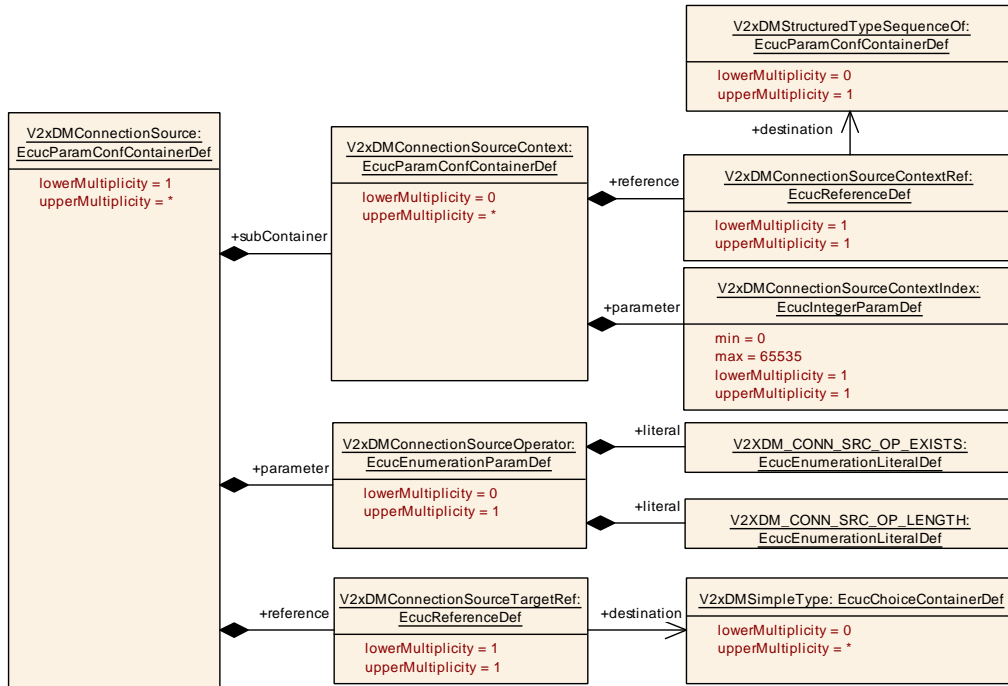 V2xDMStructuredTypeSequenceOf:
EcucParamConfContainerDef
lowerMultiplicity = 0
upperMultiplicity = 1
+destination
V2xDMConnectionSource:
EcucParamConfContainerDef
lowerMultiplicity = 1
upperMultiplicity = *
V2xDMConnectionSourceContext:
EcucParamConfContainerDef
lowerMultiplicity = 0
upperMultiplicity = *
+reference
V2xDMConnectionSourceContextRef:
EcucReferenceDef
lowerMultiplicity = 1
upperMultiplicity = 1
+subContainer
+parameter
V2xDMConnectionSourceContextIndex:
EcucIntegerParamDef
min = 0
max = 65535
lowerMultiplicity = 1
upperMultiplicity = 1
+parameter
V2xDMConnectionSourceOperator:
EcucEnumerationParamDef
lowerMultiplicity = 0
upperMultiplicity = 1
+literal
V2XDM_CONN_SRC_OP_EXISTS:
EcucEnumerationLiteralDef
+literal
V2XDM_CONN_SRC_OP_LENGTH:
EcucEnumerationLiteralDef
+reference
V2xDMConnectionSourceTargetRef:
EcucReferenceDef
lowerMultiplicity = 1
upperMultiplicity = 1
+destination
V2xDMSimpleType: EcucChoiceContainerDef
lowerMultiplicity = 0
upperMultiplicity = *